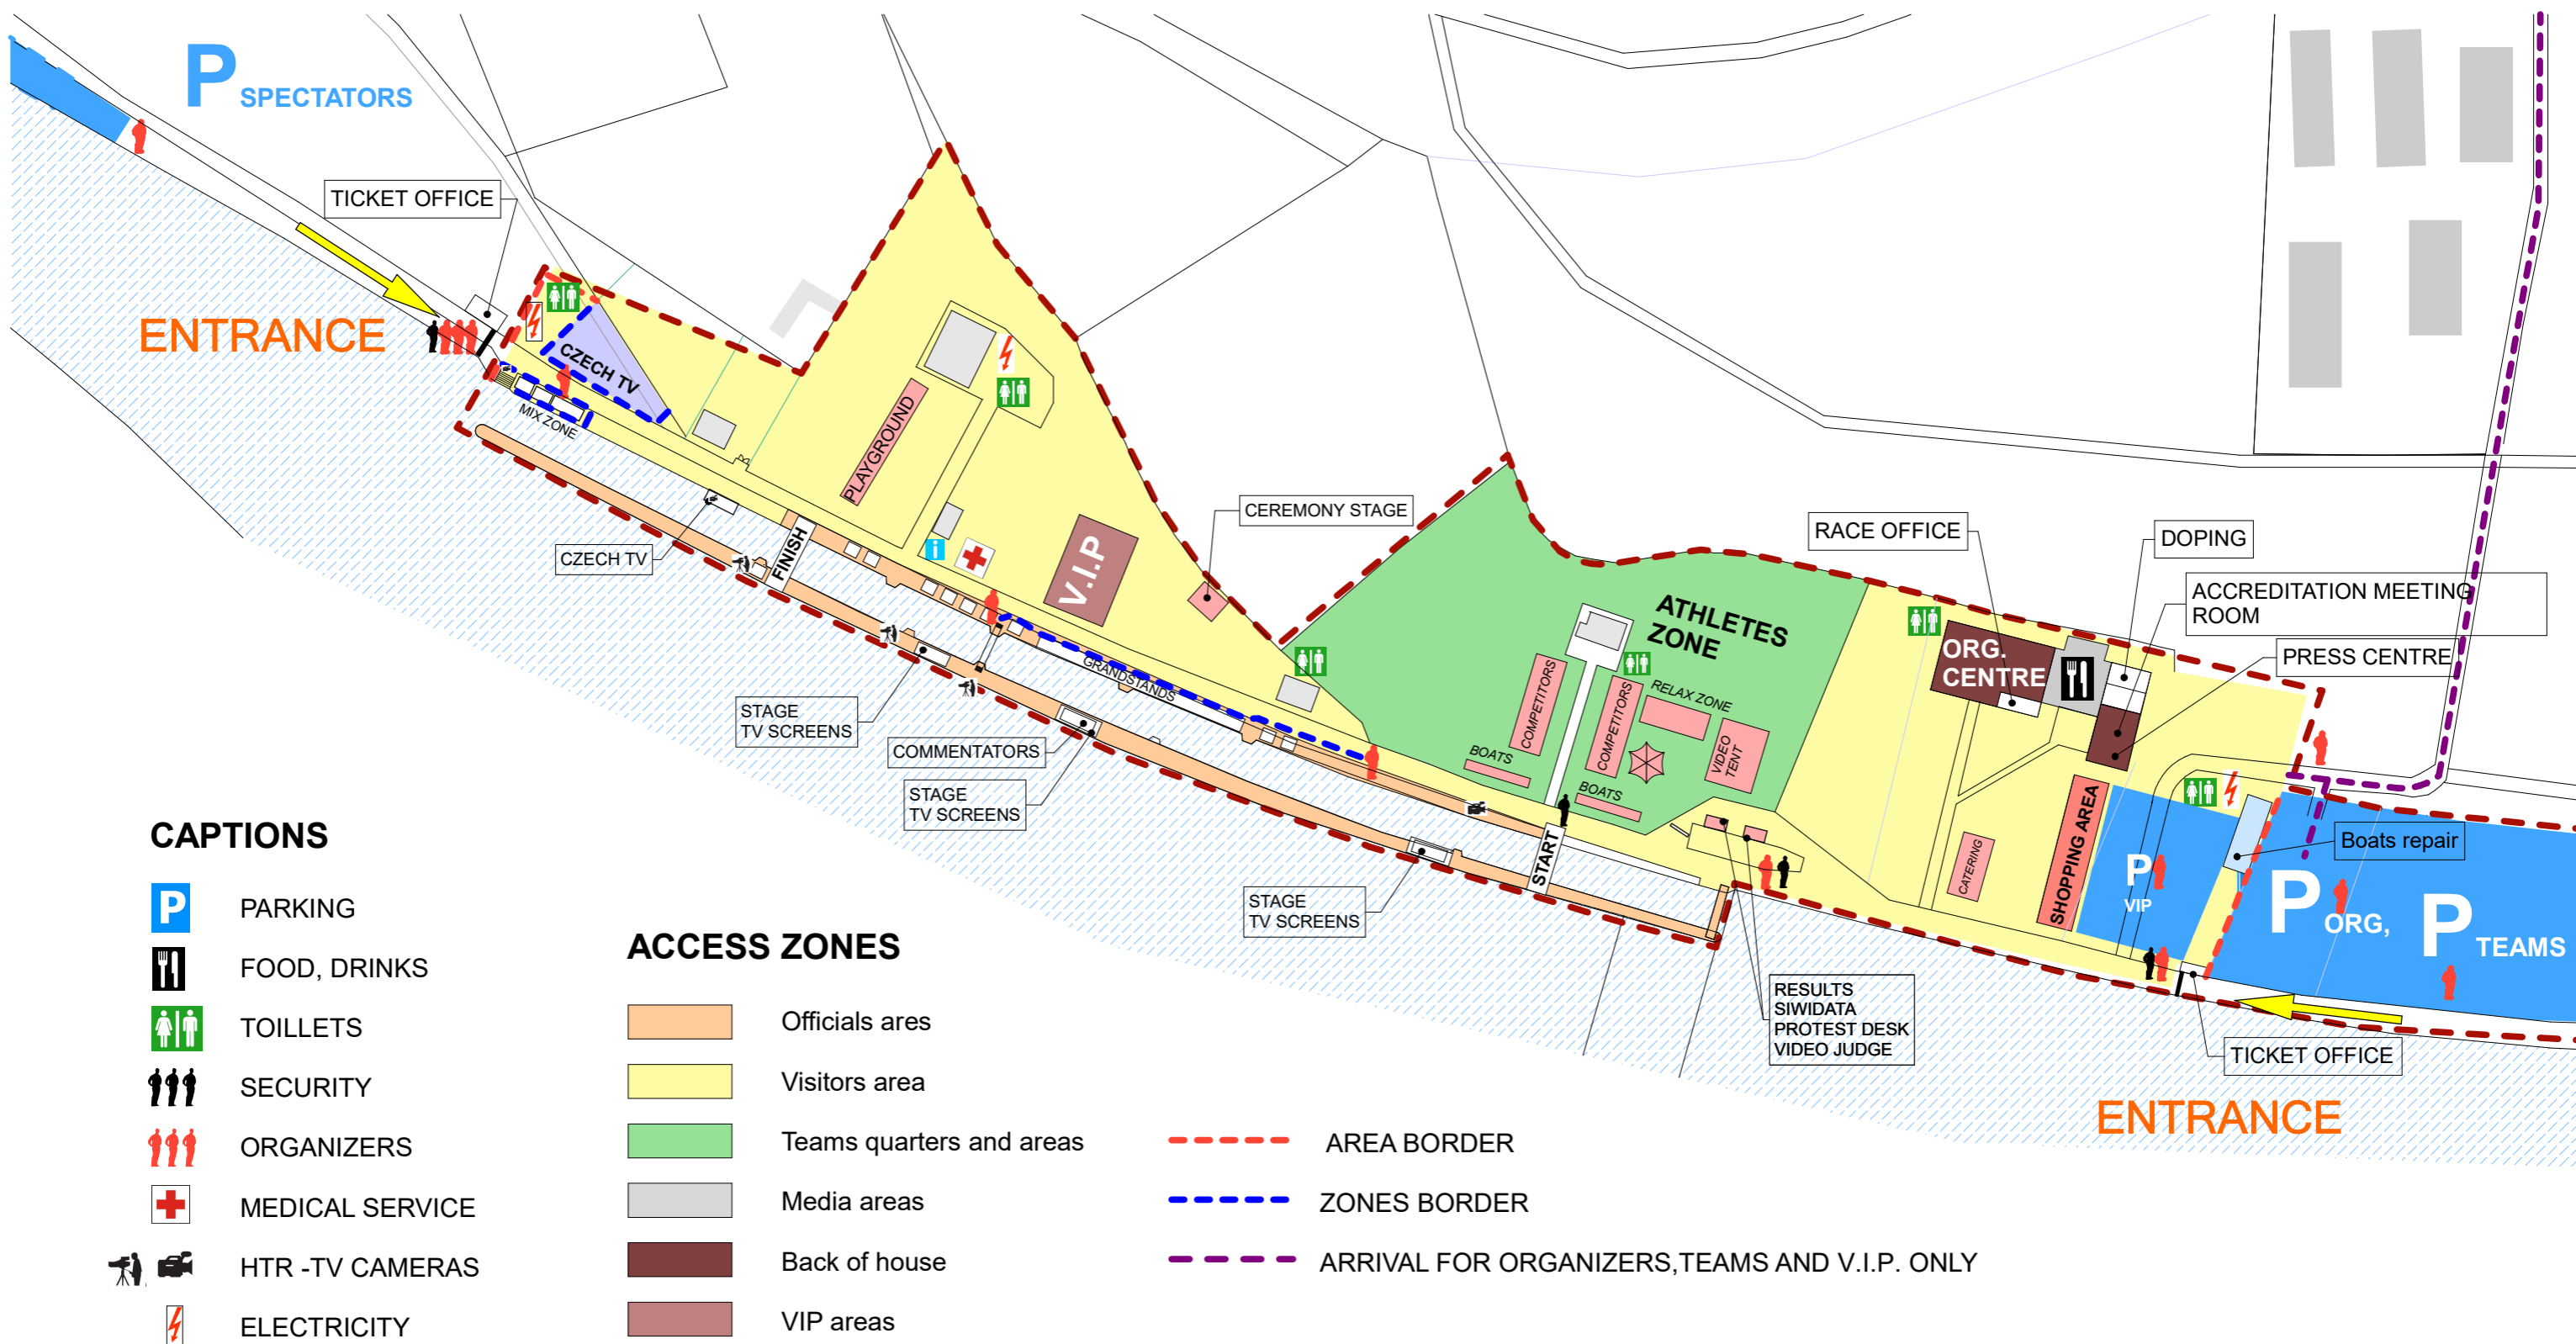 P SPECTATORS
TICKET OFFICE
ENTRANCE
CZECH TV
MIX ZONE
PLAYGROUND
CZECH TV
FINISH
i
V.I.P
CEREMONY STAGE
GRANDSTANDS
STAGE
TV SCREENS
COMMENTATORS
STAGE
TV SCREENS
STAGE
TV SCREENS
START
ATHLETES
ZONE
COMPETITORS
COMPETITORS
RELAX ZONE
VIDEO
TENT
BOATS
BOATS
RACE OFFICE
DOPING
ACCREDITATION MEETING
ROOM
PRESS CENTRE
ORG.
CENTRE
CATERING
SHOPPING AREA
P
VIP
Boats repair
P ORG,
P TEAMS
RESULTS
SIWIDATA
PROTEST DESK
VIDEO JUDGE
TICKET OFFICE
ENTRANCE
CAPTIONS
P PARKING
FOOD, DRINKS
TOILLETS
SECURITY
ORGANIZERS
MEDICAL SERVICE
HTR -TV CAMERAS
ELECTRICITY
ACCESS ZONES
Officials ares
Visitors area
Teams quarters and areas
Media areas
Back of house
VIP areas
AREA BORDER
ZONES BORDER
ARRIVAL FOR ORGANIZERS,TEAMS AND V.I.P. ONLY